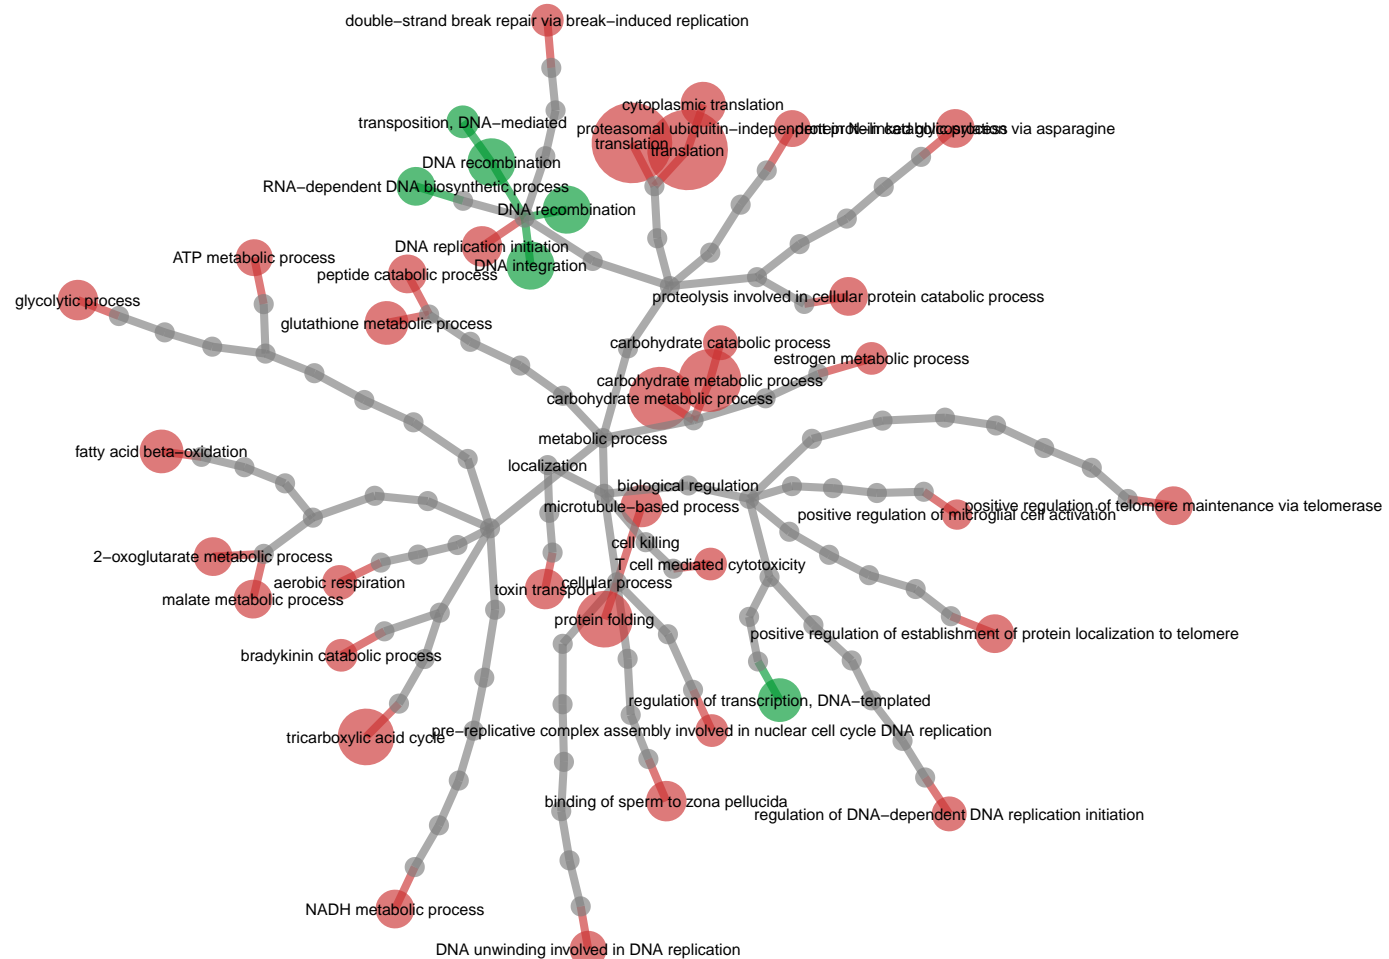 double−strand break repair via break−induced replication
cytoplasmic translation
transposition, DNA−mediated
proteasomal ubiquitin−independent protein catabolic process
protein N−linked glycosylation via asparagine
translation
translation
DNA recombination
RNA−dependent DNA biosynthetic process
DNA recombination
DNA replication initiation
ATP metabolic process
DNA integration
peptide catabolic process
glycolytic process
proteolysis involved in cellular protein catabolic process
glutathione metabolic process
carbohydrate catabolic process
estrogen metabolic process
carbohydrate metabolic process
carbohydrate metabolic process
metabolic process
fatty acid beta−oxidation
localization
biological regulation
microtubule−based process
positive regulation of telomere maintenance via telomerase
positive regulation of microglial cell activation
cell killing
2−oxoglutarate metabolic process
T cell mediated cytotoxicity
aerobic respiration
cellular process
toxin transport
malate metabolic process
protein folding
positive regulation of establishment of protein localization to telomere
bradykinin catabolic process
regulation of transcription, DNA−templated
pre−replicative complex assembly involved in nuclear cell cycle DNA replication
tricarboxylic acid cycle
binding of sperm to zona pellucida
regulation of DNA−dependent DNA replication initiation
NADH metabolic process
DNA unwinding involved in DNA replication